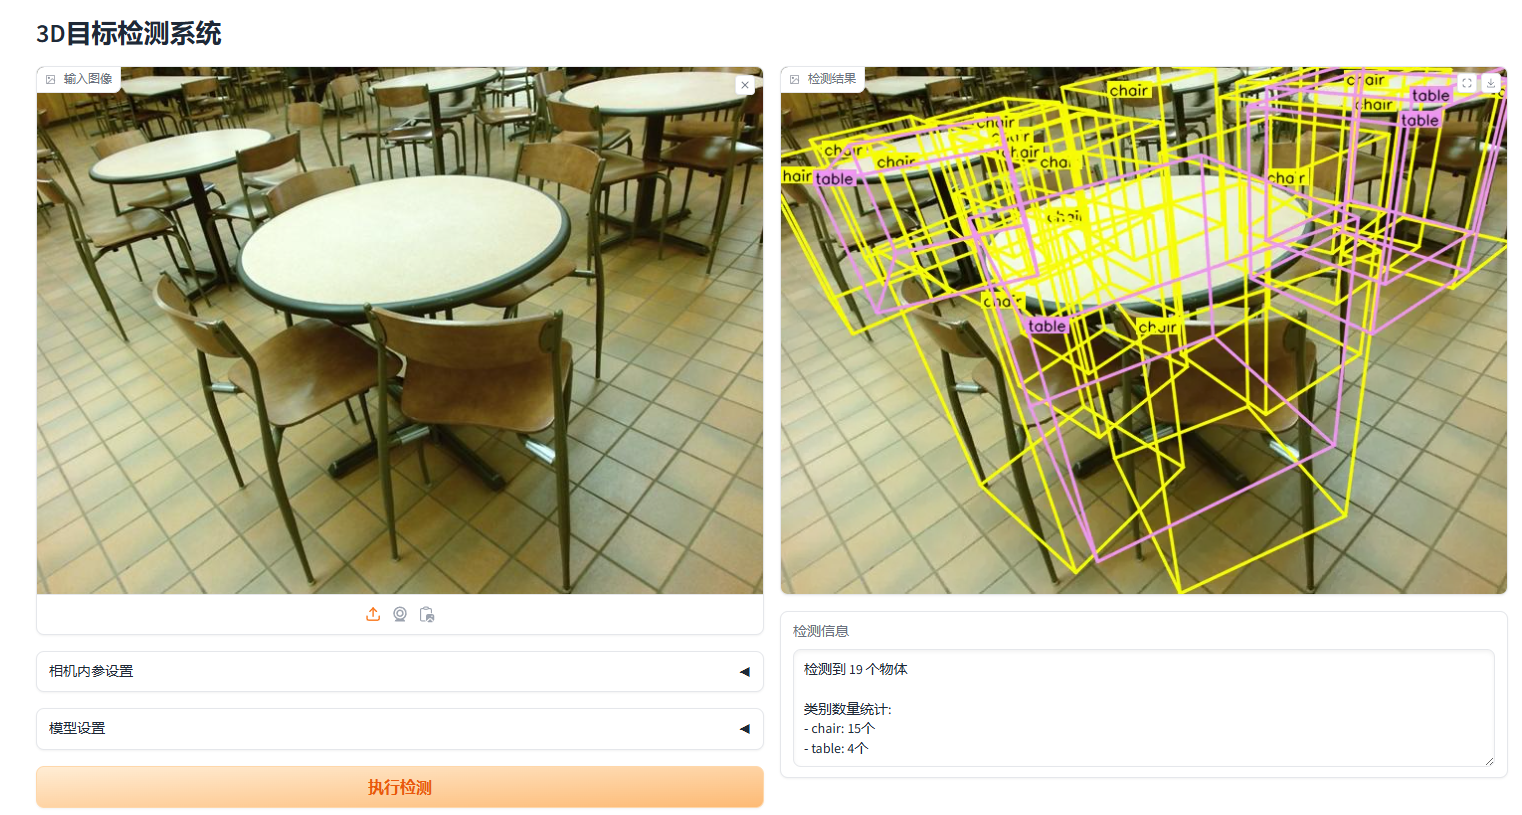 3D目标检测系统
输入图像
检测结果
chair
chair
chair
table
table
chair
chair
chair
chair
chair
hair
table
chair
chair
chair
table
chair
相机内参设置
模型设置
执行检测
检测信息
检测到 19 个物体
类别数量统计:
- chair: 15个
- table: 4个